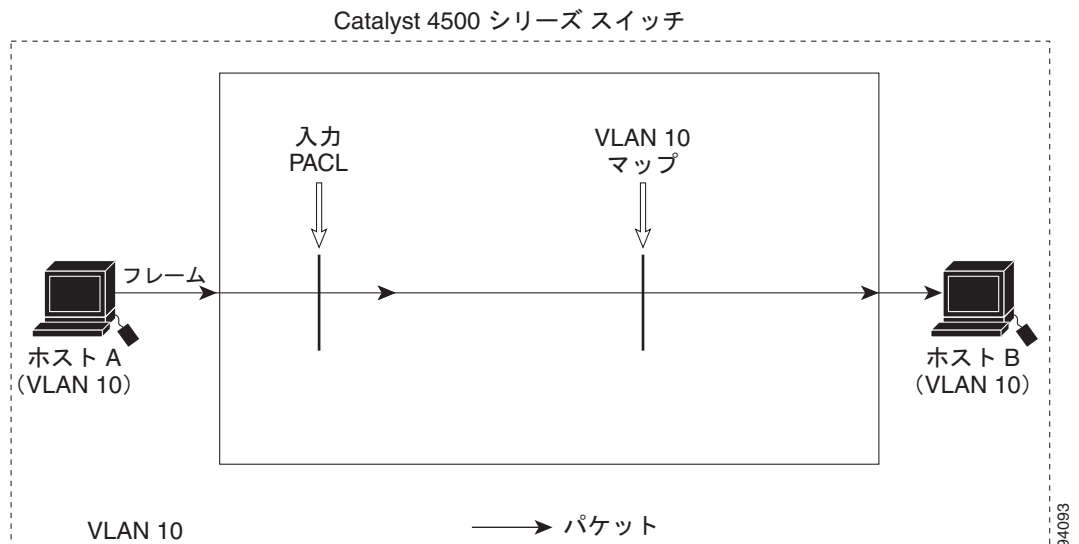 Catalyst 4500 シリーズ スイッチ
入力
PACL
VLAN 10
マップ
フレーム
ホスト A
（VLAN 10）
ホスト B
（VLAN 10）
VLAN 10
パケット
94093